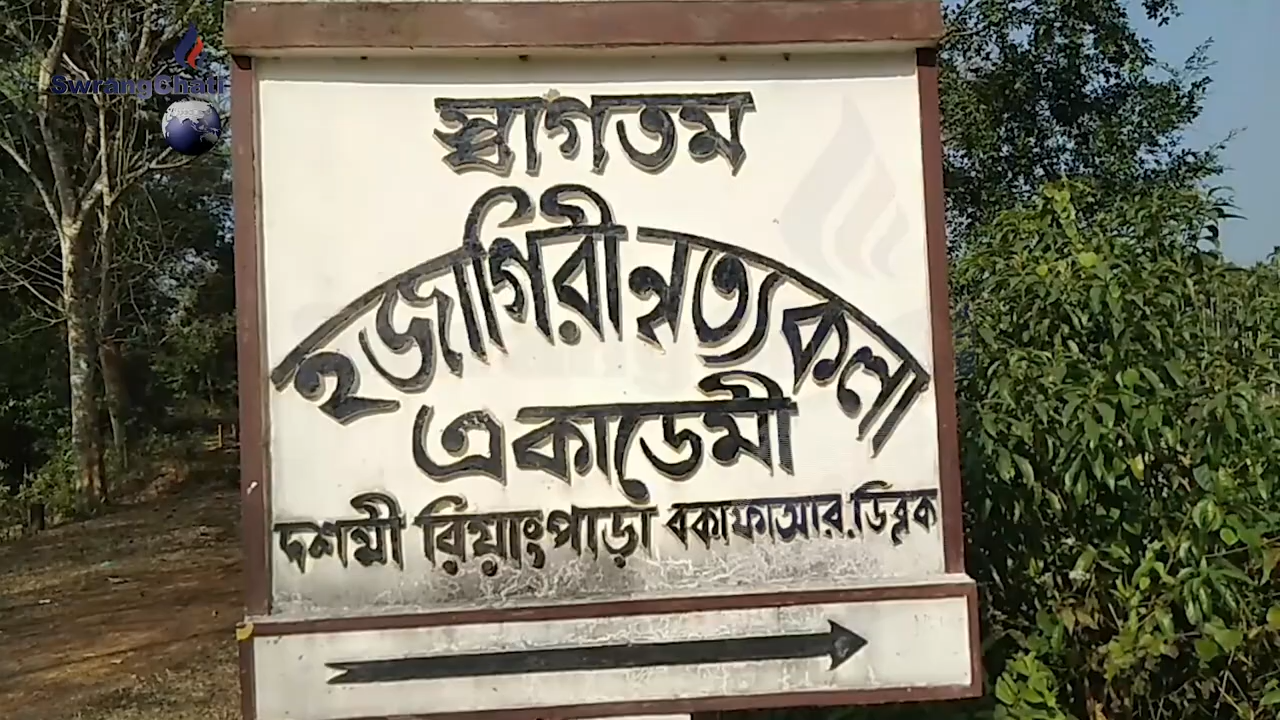 SwrangChati
স্বাগতম
হজাগিরী নৃত্যকলা
একাডেমী
দশমী রিয়াংপাড়া বকাফা আর.ডি ব্লক